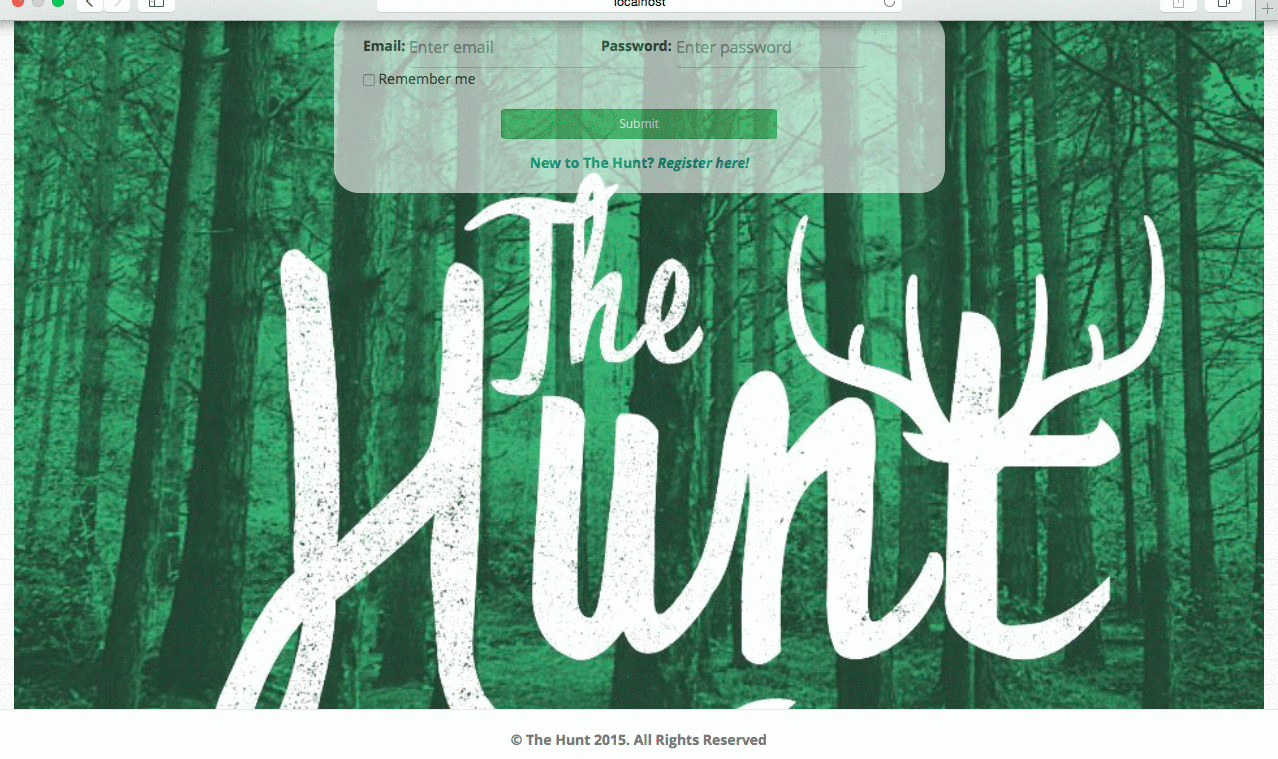 localhost
Email: Enter email Password: Enter password
Remember me
Submit
New to The Hunt? Register here!
The
Hunt
© The Hunt 2015. All Rights Reserved